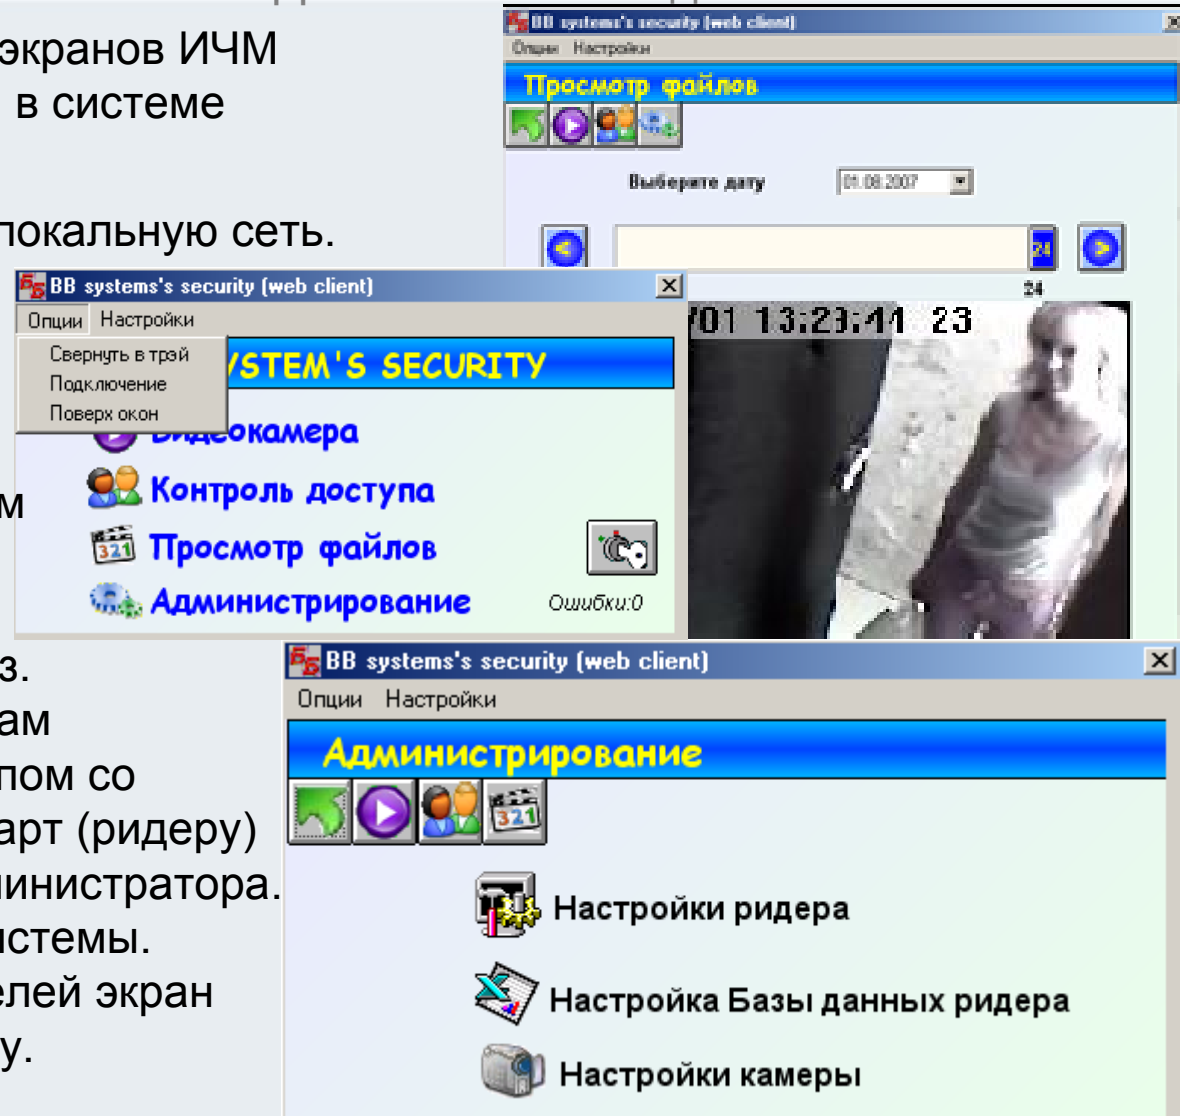 экранов ИЧМ
в системе
локальную сеть.
м
з.
ам
пом со
арт (ридеру)
министратора.
истемы.
елей экран
у.
BB systems's security (web client)
Опции Настройки
Просмотр файлов
Выберите дату 01.08.2007
24
24
/01 13:23:44 23
BB systems's security (web client)
Опции Настройки
Свернуть в трэй
Подключение
Поверх окон
YSTEM'S SECURITY
Видеокамера
Контроль доступа
Просмотр файлов
Администрирование
Ошибки:0
BB systems's security (web client)
Опции Настройки
Администрирование
Настройки ридера
Настройка Базы данных ридера
Настройки камеры